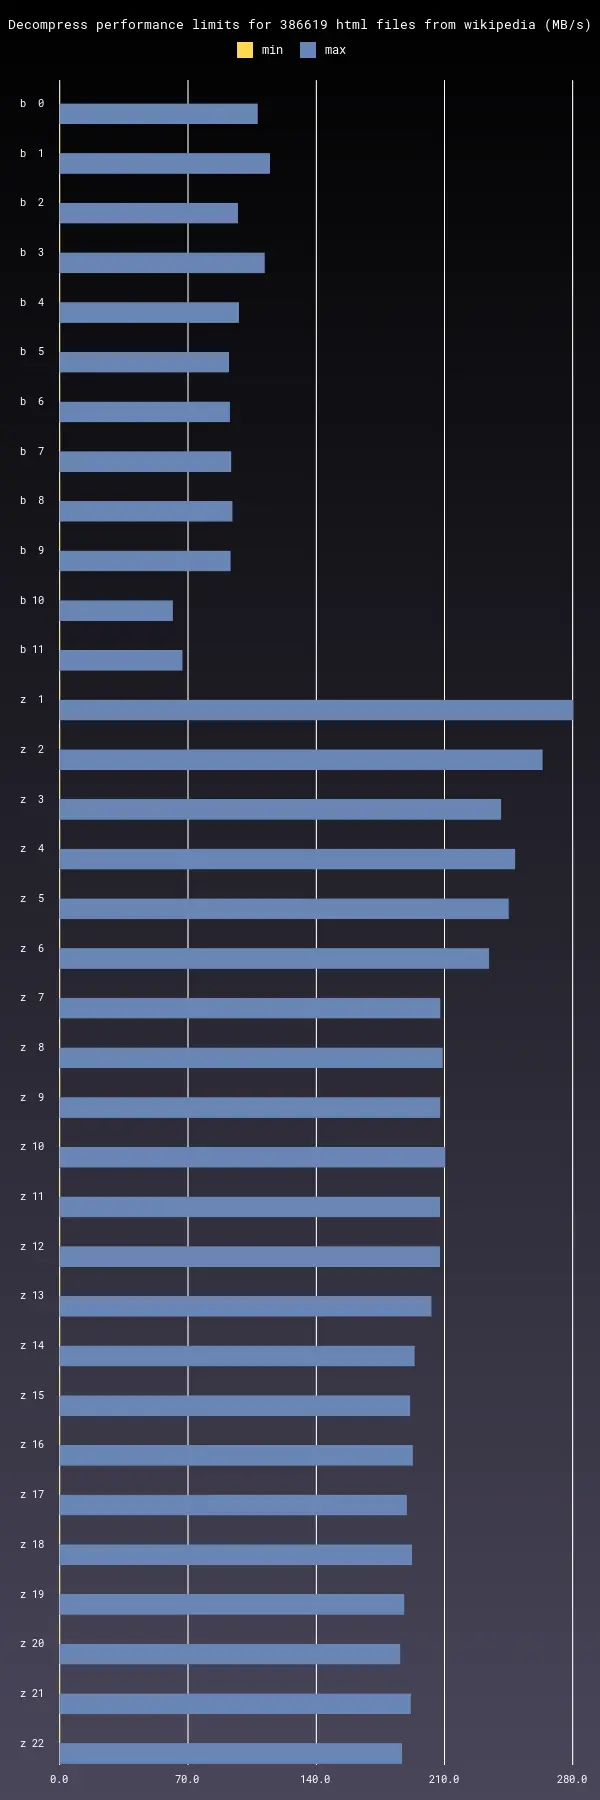 Decompress performance limits for 386619 html files from wikipedia (MB/s)
min max
b 0
b 1
b 2
b 3
b 4
b 5
b 6
b 7
b 8
b 9
b 10
b 11
z 1
z 2
z 3
z 4
z 5
z 6
z 7
z 8
z 9
z 10
z 11
z 12
z 13
z 14
z 15
z 16
z 17
z 18
z 19
z 20
z 21
z 22
0.0 70.0 140.0 210.0 280.0